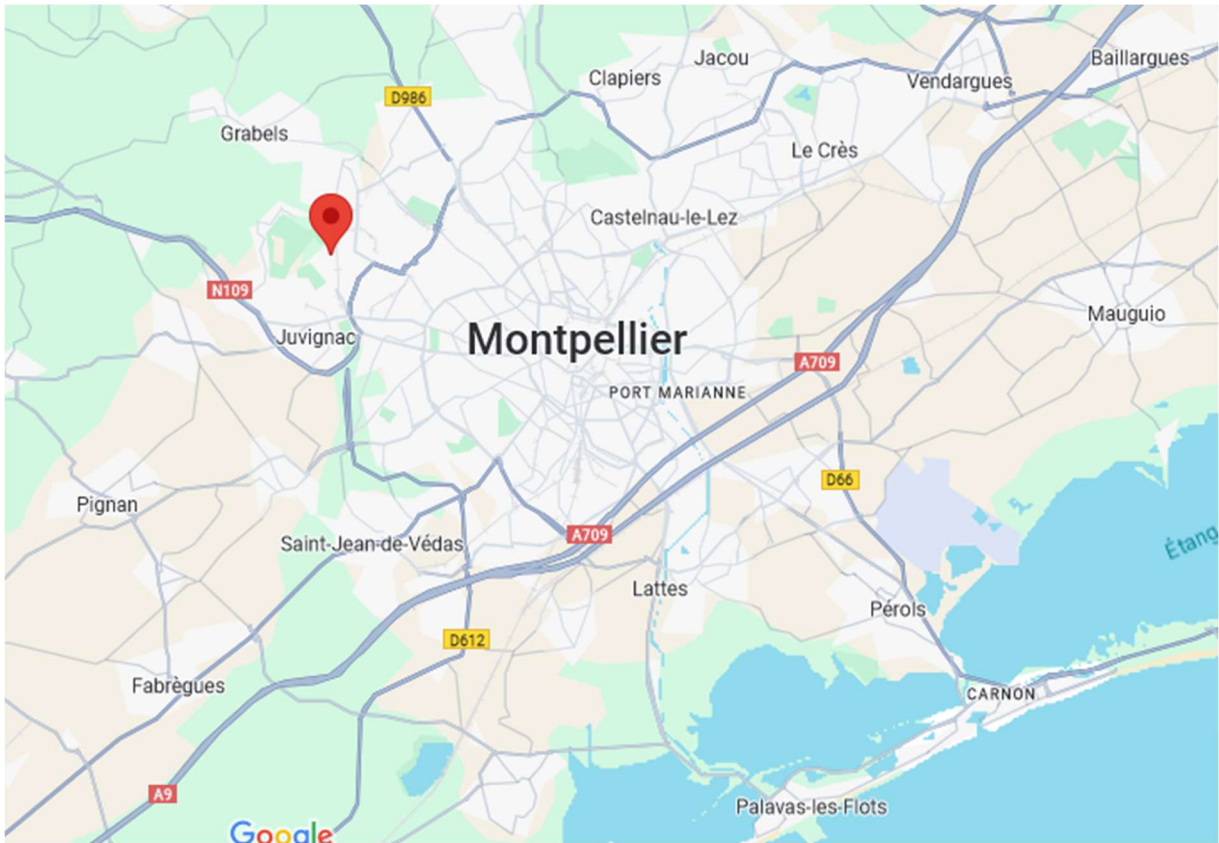 Jacou
Baillargues
Clapiers
Vendargues
D986
Grabels
Le Crès
Castelnau-le-Lez
N109
Mauguio
Juvignac
Montpellier
A709
PORT MARIANNE
D66
Pignan
A709
Saint-Jean-de-Védas
Étang
Lattes
Pérols
D612
Fabrègues
CARNON
A9
Palavas-les-Flots
Google